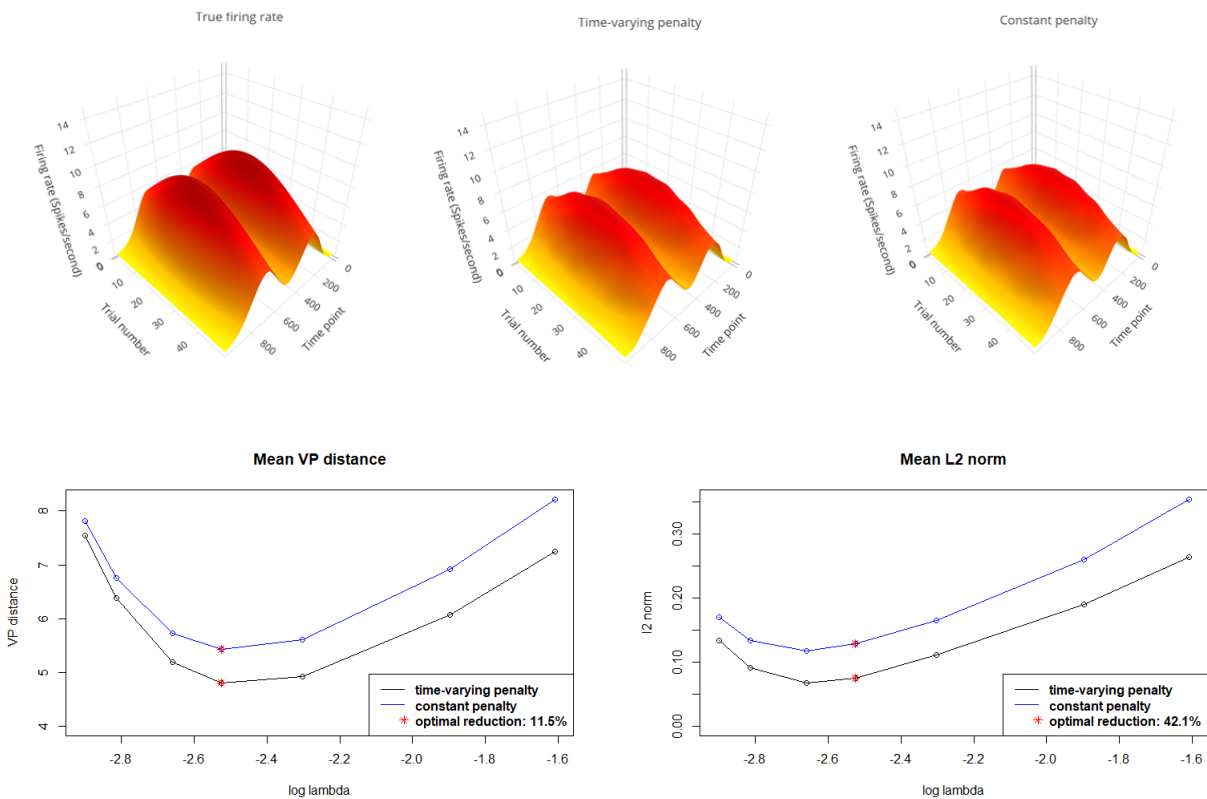 True firing rate
Time-varying penalty
Constant penalty
14
12
10
8
6
4
2
0
Firing rate (Spikes/second)
10
20
30
40
Trial number
0
200
400
600
800
Time point
14
12
10
8
6
4
2
0
Firing rate (Spikes/second)
10
20
30
40
Trial number
0
200
400
600
800
Time point
14
12
10
8
6
4
2
0
Firing rate (Spikes/second)
10
20
30
40
Trial number
0
200
400
600
800
Time point
Mean VP distance
VP distance
8
7
6
5
4
time-varying penalty
constant penalty
optimal reduction: 11.5%
-2.8 -2.6 -2.4 -2.2 -2.0 -1.8 -1.6
log lambda
Mean L2 norm
l2 norm
0.30
0.20
0.10
0.00
time-varying penalty
constant penalty
optimal reduction: 42.1%
-2.8 -2.6 -2.4 -2.2 -2.0 -1.8 -1.6
log lambda